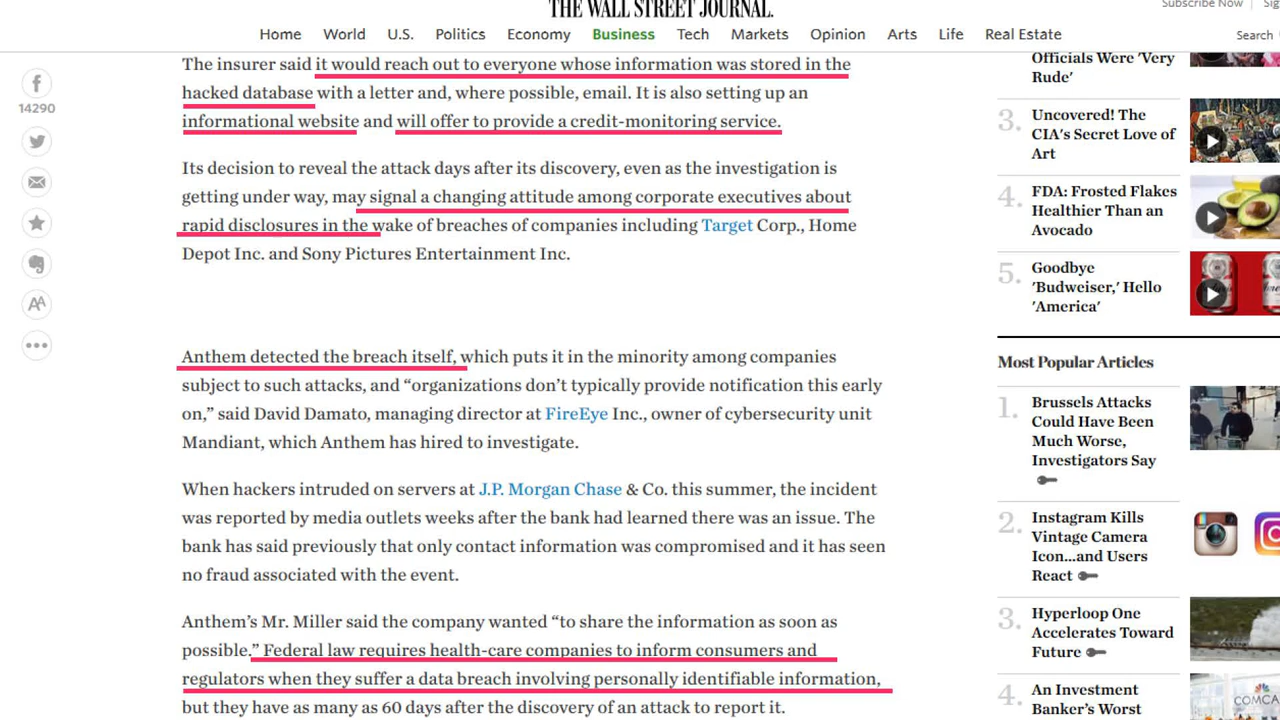 THE WALL STREET JOURNAL.
Subscribe Now
Home World U.S. Politics Economy Business Tech Markets Opinion Arts Life Real Estate
Search
14290
The insurer said it would reach out to everyone whose information was stored in the
hacked database with a letter and, where possible, email. It is also setting up an
informational website and will offer to provide a credit-monitoring service.
Its decision to reveal the attack days after its discovery, even as the investigation is
getting under way, may signal a changing attitude among corporate executives about
rapid disclosures in the wake of breaches of companies including Target Corp., Home
Depot Inc. and Sony Pictures Entertainment Inc.
Anthem detected the breach itself, which puts it in the minority among companies
subject to such attacks, and “organizations don’t typically provide notification this early
on,” said David Damato, managing director at FireEye Inc., owner of cybersecurity unit
Mandiant, which Anthem has hired to investigate.
When hackers intruded on servers at J.P. Morgan Chase & Co. this summer, the incident
was reported by media outlets weeks after the bank had learned there was an issue. The
bank has said previously that only contact information was compromised and it has seen
no fraud associated with the event.
Anthem’s Mr. Miller said the company wanted “to share the information as soon as
possible.” Federal law requires health-care companies to inform consumers and
regulators when they suffer a data breach involving personally identifiable information,
but they have as many as 60 days after the discovery of an attack to report it.
Officials Were 'Very
Rude'
3. Uncovered! The
CIA's Secret Love of
Art
4. FDA: Frosted Flakes
Healthier Than an
Avocado
5. Goodbye
'Budweiser,' Hello
'America'
Most Popular Articles
1. Brussels Attacks
Could Have Been
Much Worse,
Investigators Say
2. Instagram Kills
Vintage Camera
Icon...and Users
React
3. Hyperloop One
Accelerates Toward
Future
4. An Investment
Banker's Worst
COMCA